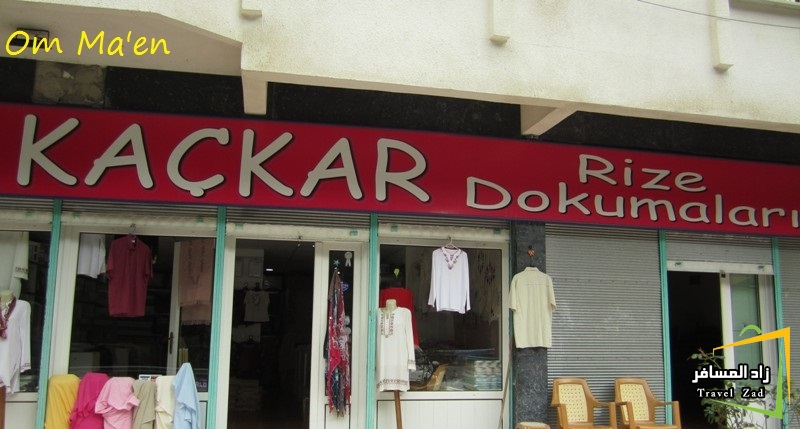 Om Ma'en
KAÇKAR Rize
Dokumaları
زاد المسافر
Travel Zad